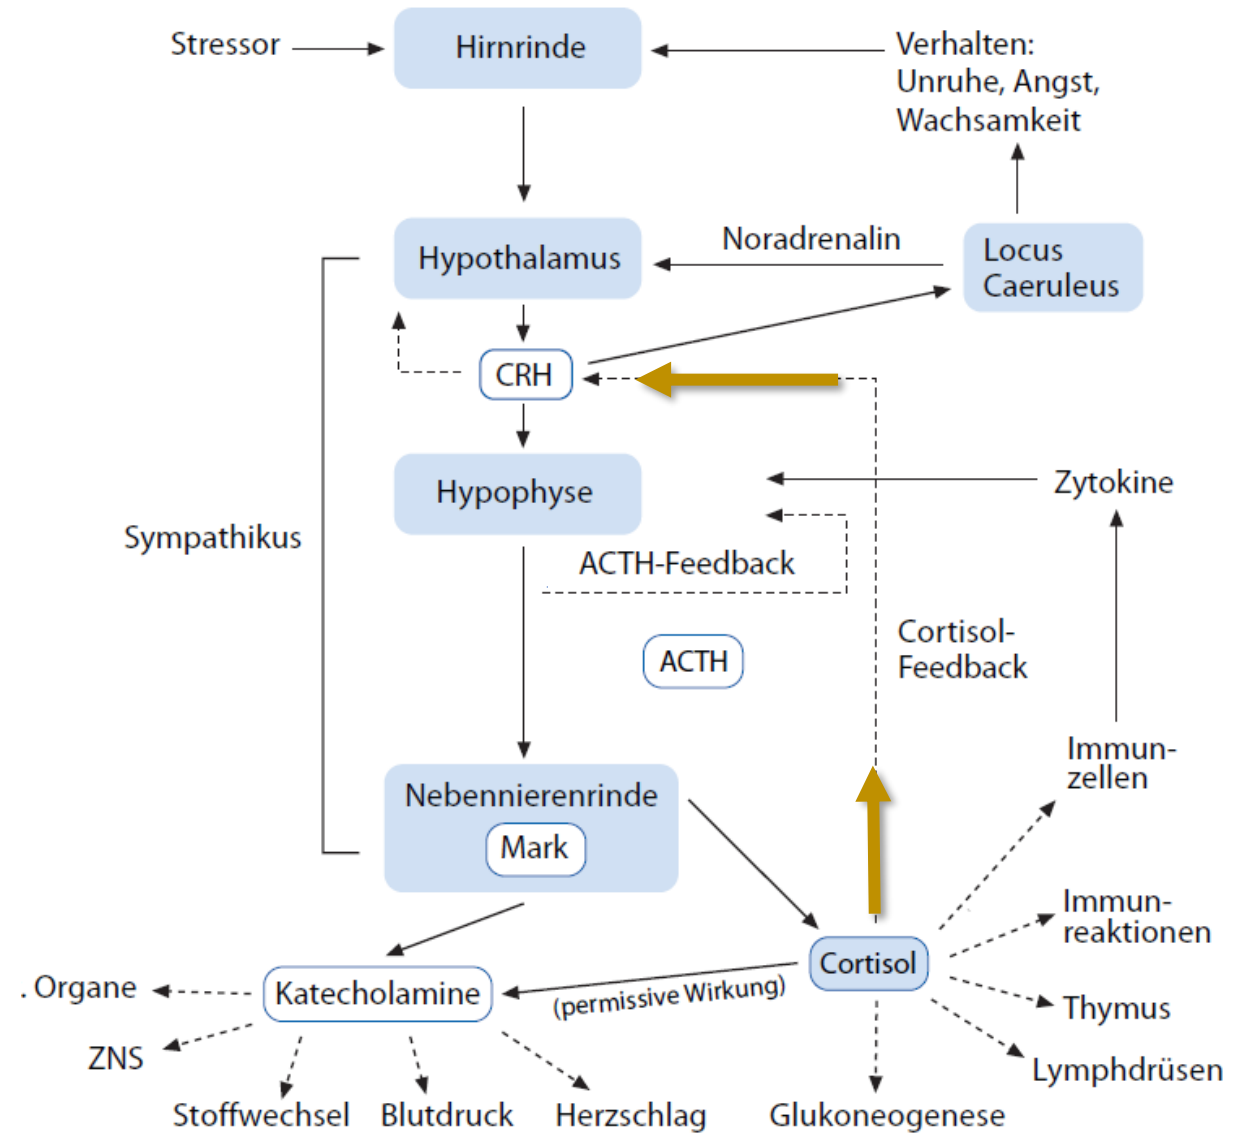 Stressor
Hirnrinde
Verhalten:
Unruhe, Angst,
Wachsamkeit
Hypothalamus
Noradrenalin
Locus
Caeruleus
CRH
Hypophyse
Zytokine
Sympathikus
ACTH-Feedback
ACTH
Cortisol-
Feedback
Immun-
zellen
Nebennierenrinde
Mark
Immun-
reaktionen
Cortisol
. Organe
Katecholamine
(permissive Wirkung)
Thymus
ZNS
Lymphdrüsen
Stoffwechsel
Blutdruck
Herzschlag
Glukoneogenese